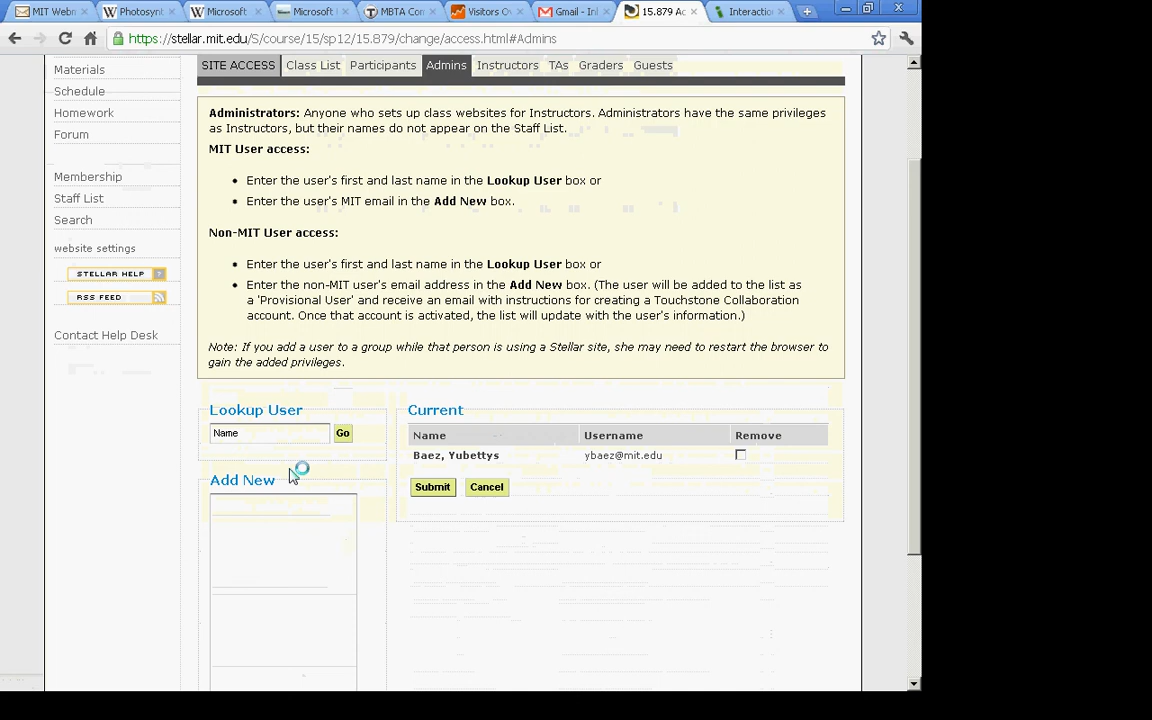 MIT Webm
Photosynt
Microsoft
Microsoft
MBTA Cor
Visitors O
Gmail - In
15.879 Ac
Interactio
https://stellar.mit.edu/S/course/15/sp12/15.879/change/access.html#Admins
Materials
Schedule
Homework
Forum
Membership
Staff List
Search
website settings
STELLAR HELP ?
RSS FEED
Contact Help Desk
SITE ACCESS Class List Participants Admins Instructors TAs Graders Guests
Administrators: Anyone who sets up class websites for Instructors. Administrators have the same privileges
as Instructors, but their names do not appear on the Staff List.
MIT User access:
• Enter the user's first and last name in the Lookup User box or
• Enter the user's MIT email in the Add New box.
Non-MIT User access:
• Enter the user's first and last name in the Lookup User box or
• Enter the non-MIT user's email address in the Add New box. (The user will be added to the list as
a 'Provisional User' and receive an email with instructions for creating a Touchstone Collaboration
account. Once that account is activated, the list will update with the user's information.)
Note: If you add a user to a group while that person is using a Stellar site, she may need to restart the browser to
gain the added privileges.
Lookup User
Name Go
Add New
Current
Name Username Remove
Baez, Yubettys ybaez@mit.edu
Submit Cancel